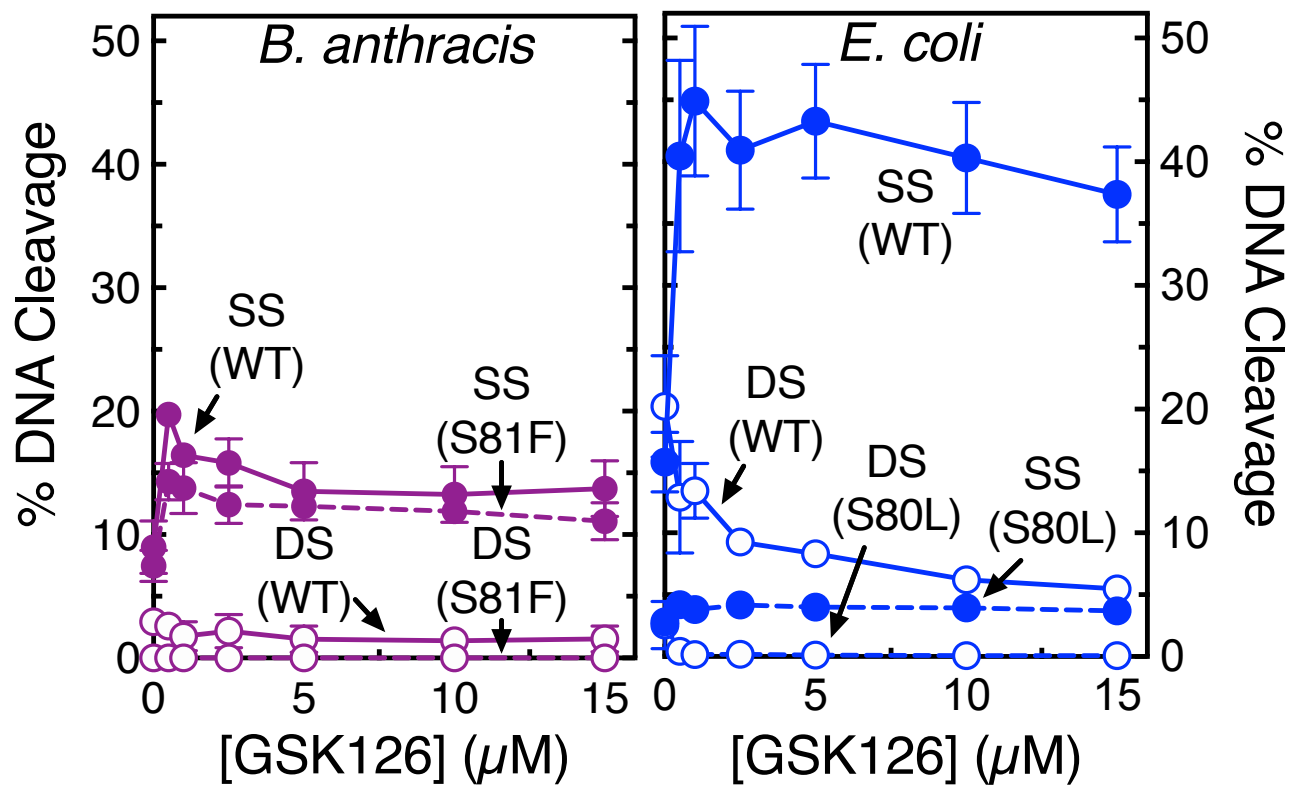 B. anthracis
% DNA Cleavage
50
40
30
20
10
0
SS
(WT)
SS
(S81F)
DS
(WT)
DS
(S81F)
0
5
10
15
[GSK126] (µM)
E. coli
SS
(WT)
DS
(WT)
DS
(S80L)
SS
(S80L)
50
40
30
20
10
0
% DNA Cleavage
0
5
10
15
[GSK126] (µM)